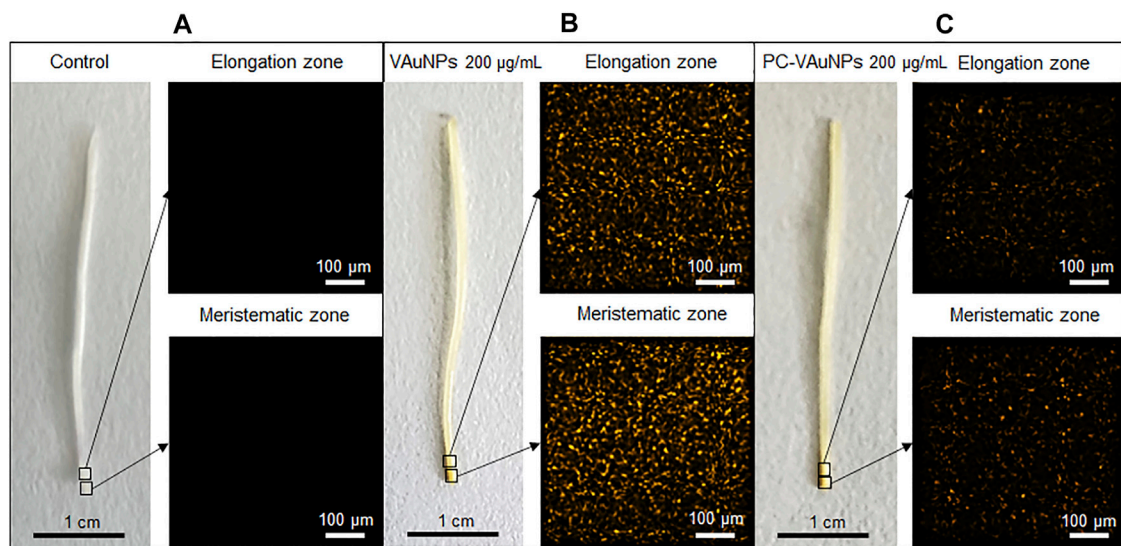 A
B
C
Control
Elongation zone
VAuNPs 200 µg/mL
Elongation zone
PC-VAuNPs 200 µg/mL
Elongation zone
100 µm
100 µm
100 µm
Meristematic zone
Meristematic zone
Meristematic zone
1 cm
100 µm
1 cm
100 µm
1 cm
100 µm